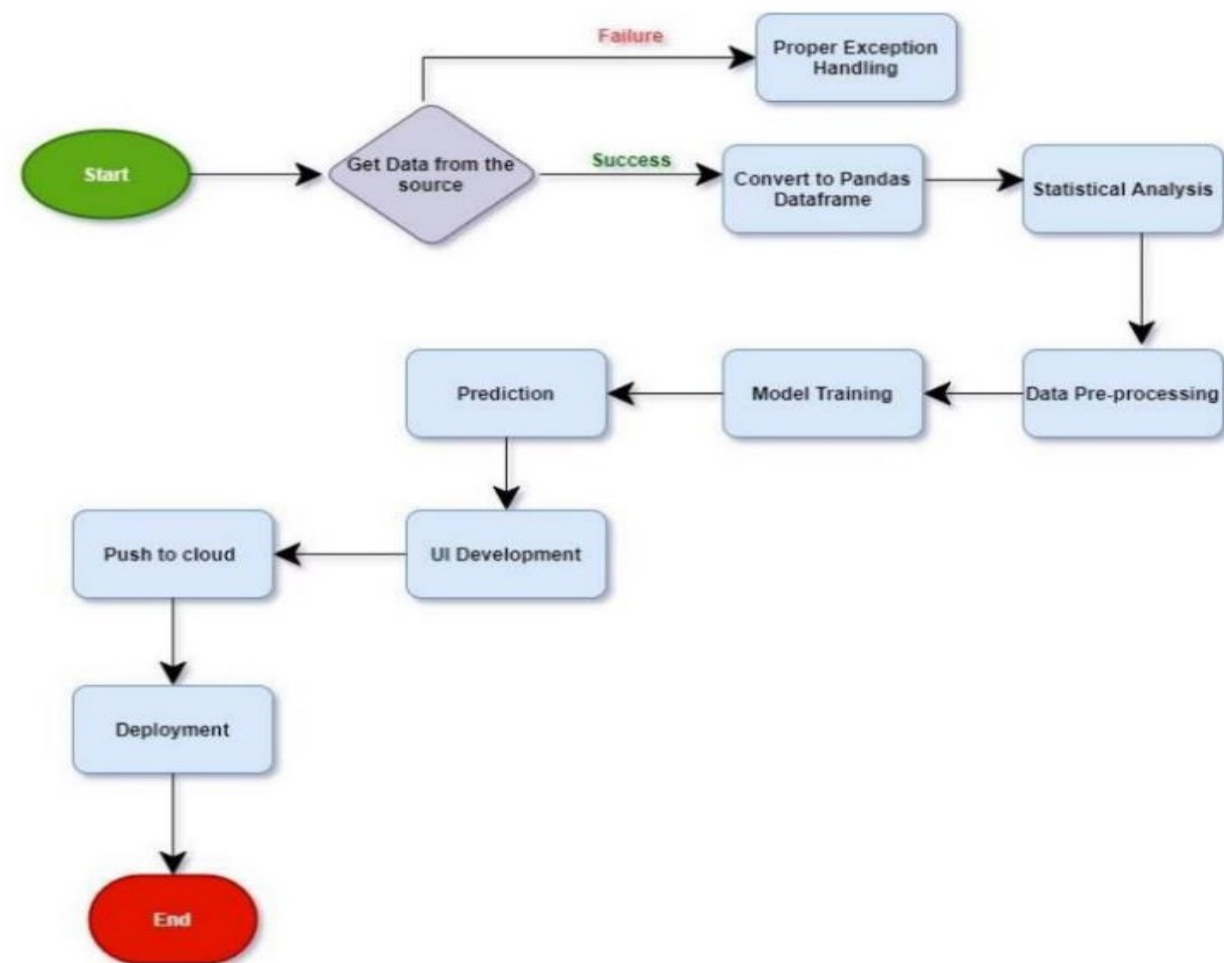 Failure
Proper Exception
Handling
Start
Get Data from the
source
Success
Convert to Pandas
Dataframe
Statistical Analysis
Prediction
Model Training
Data Pre-processing
Push to cloud
UI Development
Deployment
End